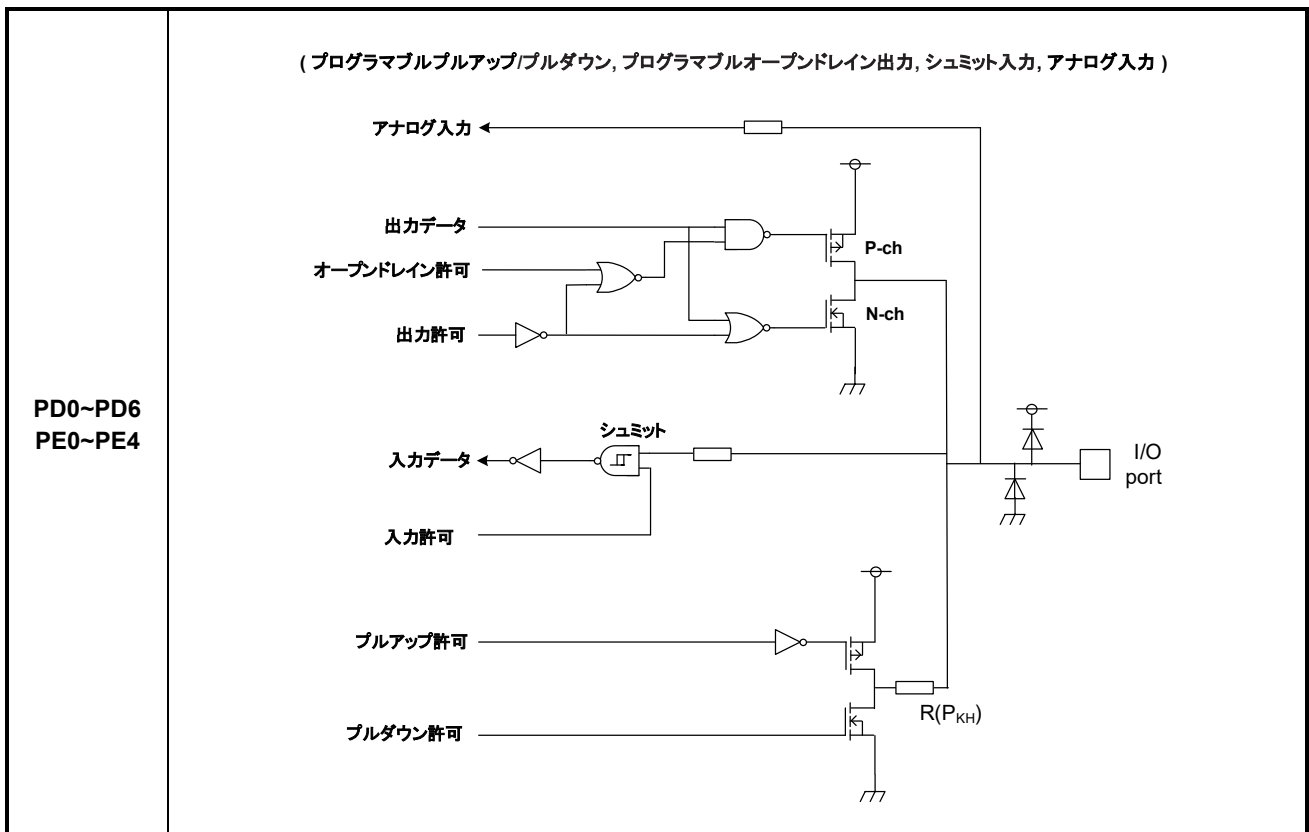 ( プログラマブルプルアップ/プルダウン, プログラマブルオープンドレイン出力, シュミット入力, アナログ入力 )
アナログ入力
出力データ
オープンドレイン許可
出力許可
P-ch
N-ch
PD0~PD6
PE0~PE4
シュミット
入力データ
入力許可
I/O
port
プルアップ許可
プルダウン許可
R(PKH)